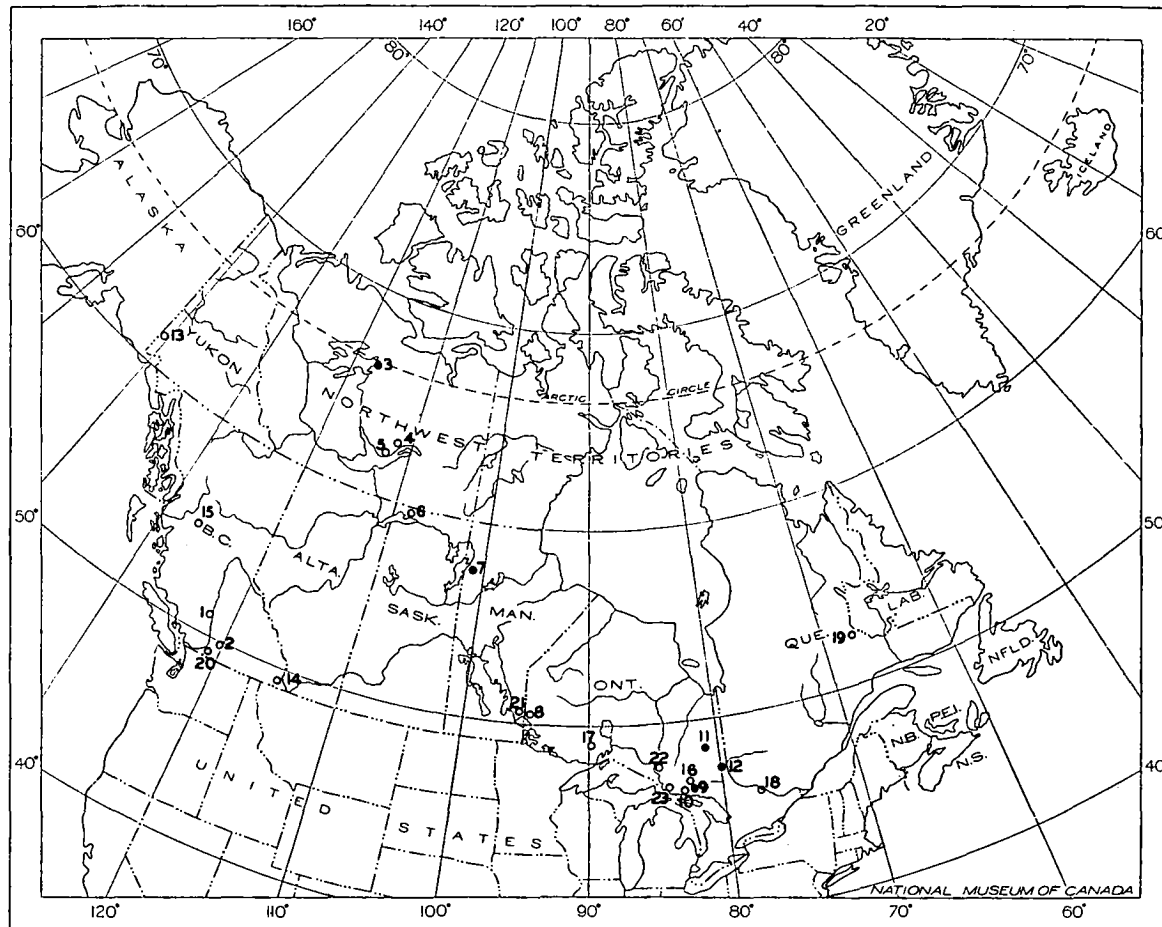 160° 140° 120° 110° 100° 90° 80° 60° 40° 20°
70° 80° 80° 70°
ICELAND
ALASKA
GREENLAND
60° 60°
13 YUKON
3
ARCTIC CIRCLE
NORTHWEST TERRITORIES
5 4
50° 50°
15 6
B.C. ALTA
7
SASK. MAN.
LAB.
1
QUE. 19
NFLD.
2
20
14
ONT.
21 8
P.E.I.
N.B.
N.S.
17 11
22 16 12
9 18
23 10
40° 40°
UNITED
STATES
NATIONAL MUSEUM OF CANADA
120° 110° 100° 90° 80° 70° 60°